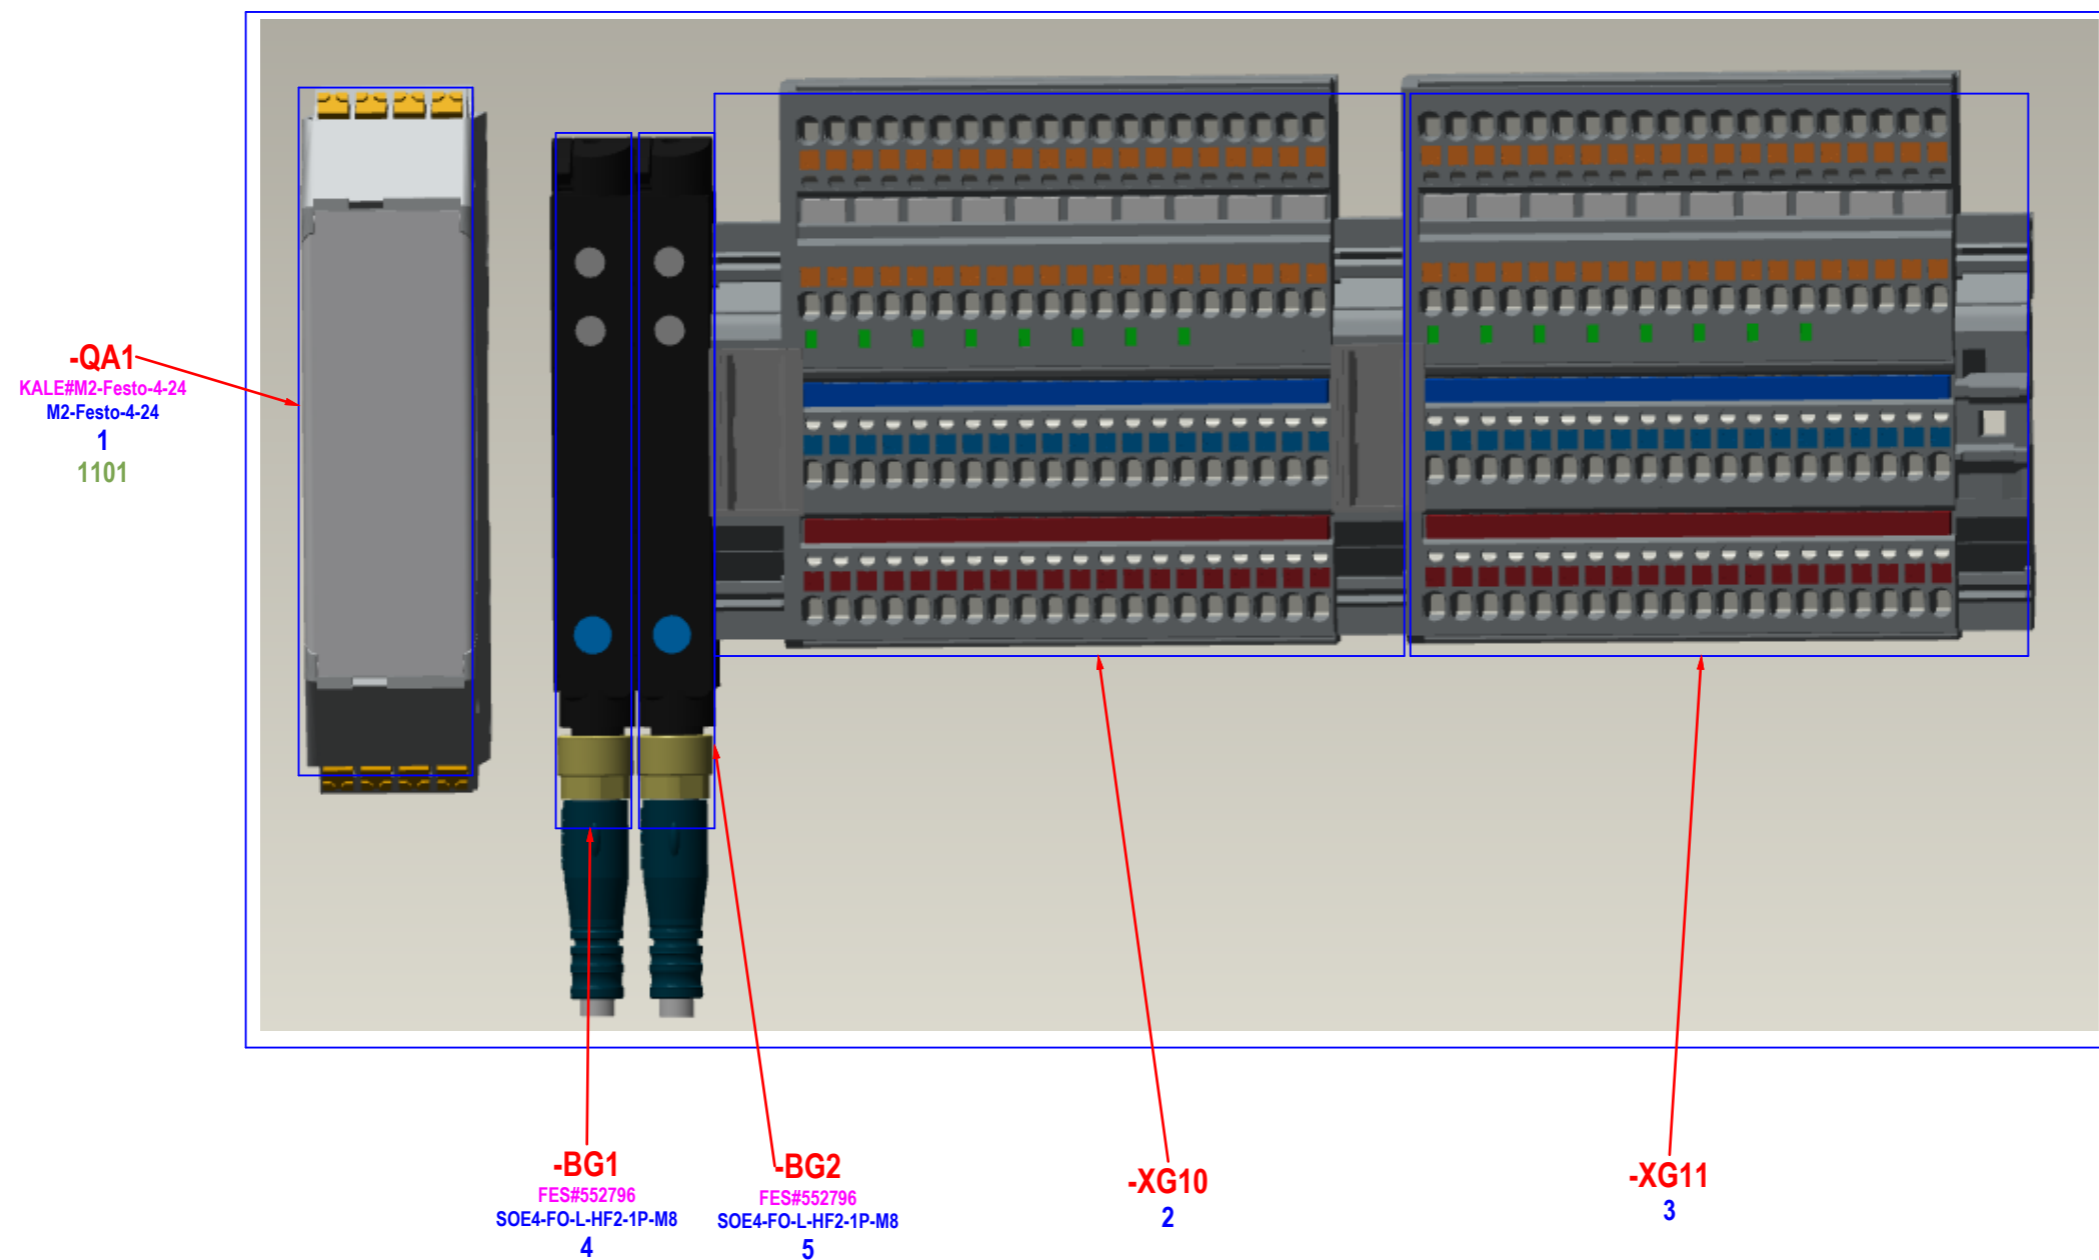 -QA1
KALE#M2-Festo-4-24
M2-Festo-4-24
1
1101
-BG1
FES#552796
SOE4-FO-L-HF2-1P-M8
4
-BG2
FES#552796
SOE4-FO-L-HF2-1P-M8
5
-XG10
2
-XG11
3